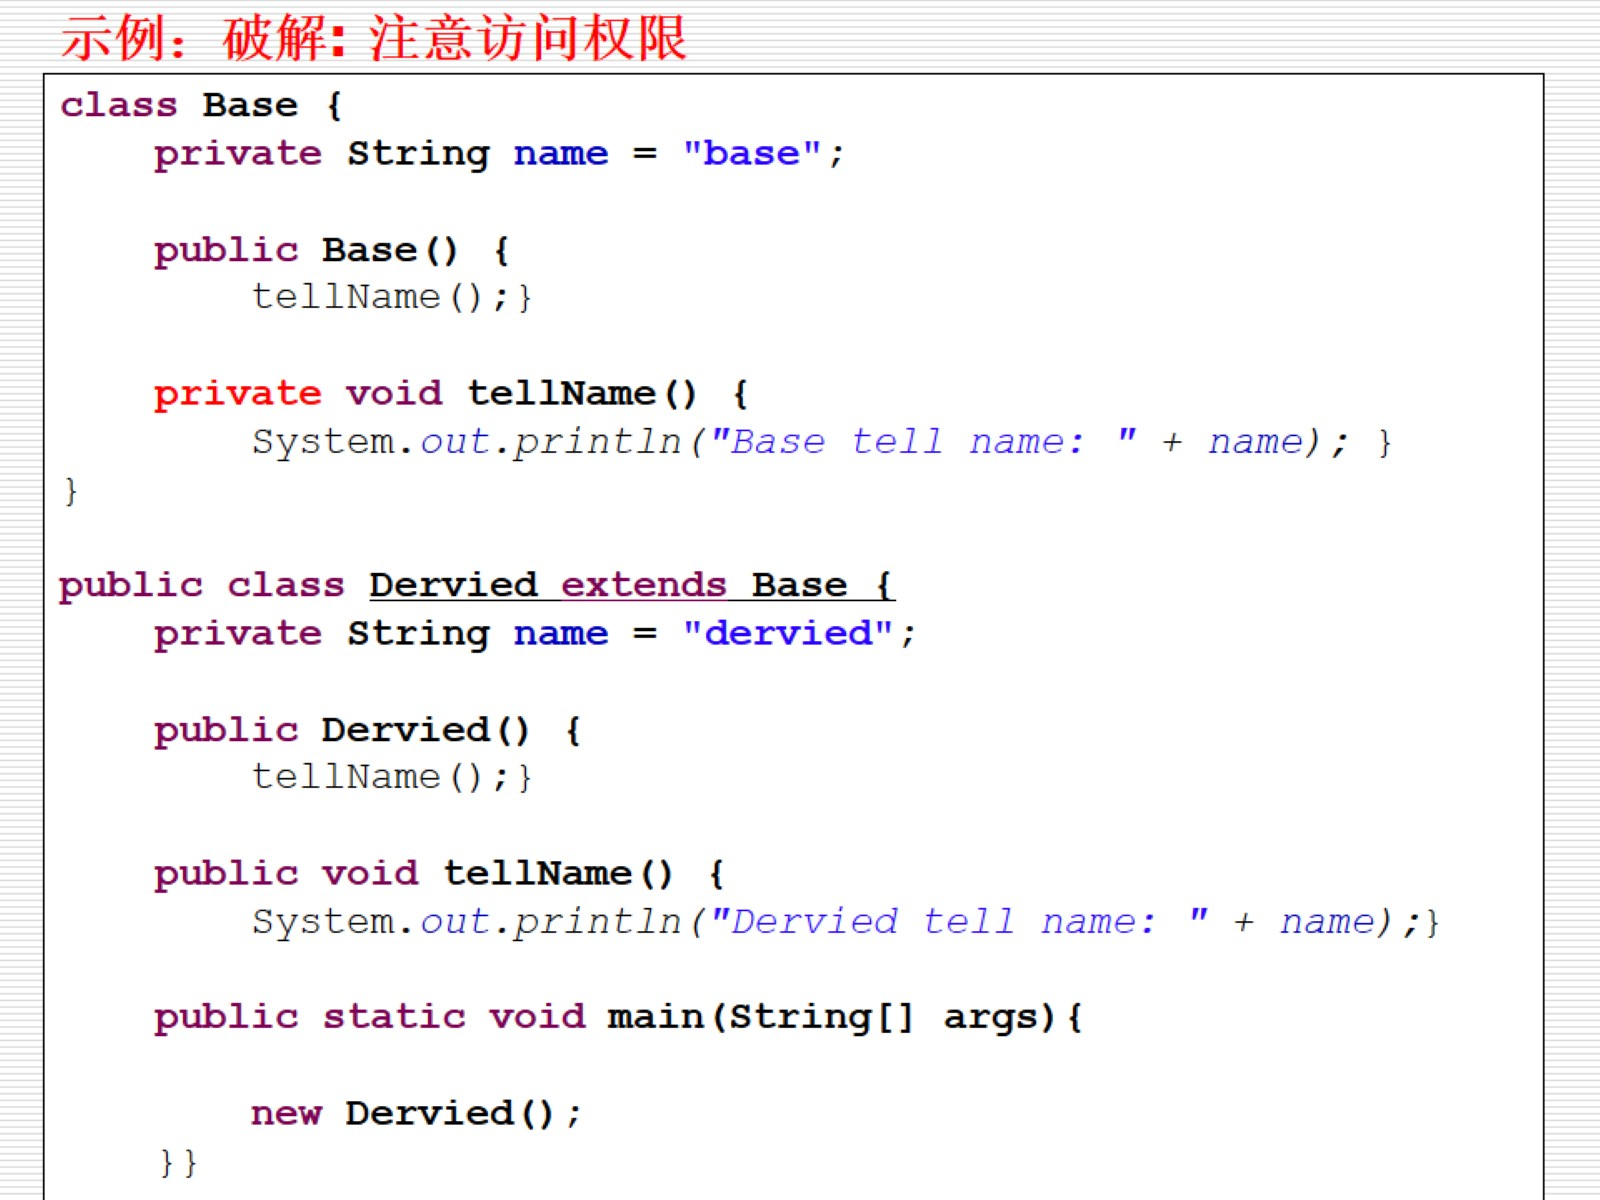 示例：破解: 注意访问权限
class Base {
private String name = "base";
public Base() {
tellName();}
private void tellName() {
System.out.println("Base tell name: " + name); }
}
public class Dervied extends Base {
private String name = "dervied";
public Dervied() {
tellName();}
public void tellName() {
System.out.println("Dervied tell name: " + name);}
public static void main(String[] args){
new Dervied();
}}